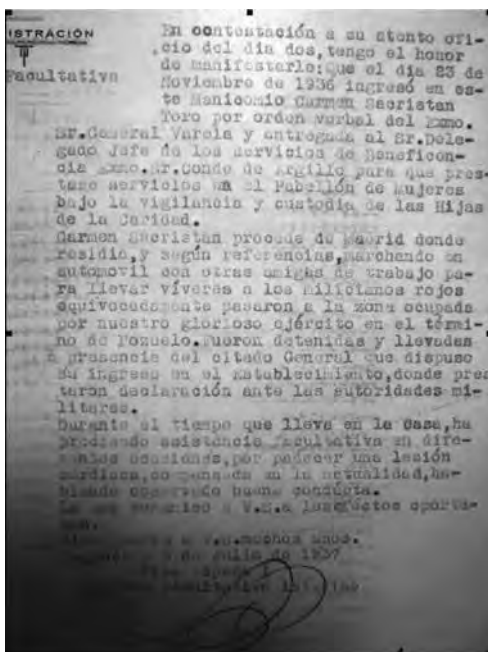 ISTRACIÓN
Facultativa
En contestación a su atento ofi-
cio del dia dos, tengo el honor
de manifestarle: Que el dia 23 de
Noviembre de 1936 ingresó en es-
te Manicomio Carmen Sacristan
Toro por orden verbal del Exmo.
Sr. General Varela y entregada al Sr. Dele-
gado Jefe de los servicios de Beneficen-
cia Exmo. Sr. Conde de Argillo para que pres-
tase servicios en el Pabellón de Mujeres
bajo la vigilancia y custodia de las Hijas
de la Caridad.
Carmen Sacristan procede de Madrid donde
residia, y según referencias, marchando en
automovil con otras amigas de trabajo pa-
ra llevar víveres a los milicianos rojos
equivocadamente pasaron a la zona ocupada
por nuestro glorioso ejército en el térmi-
no de Pozuelo. Fueron detenidas y llevadas
a presencia del citado General que dispuso
su ingreso en el Establecimiento, donde pres
taron declaración ante las autoridades mi-
litares.
Durante el tiempo que lleva en la Casa, ha
precisado asistencia facultativa en dife-
rentes ocasiones, por padecer una lesión
cardiaca, compensada en la actualidad, ha-
biendo observado buena conducta.
Lo que comunico a V.S. a los efectos oportu-
nos.
a V.S. muchos años.
de Julio de 1937